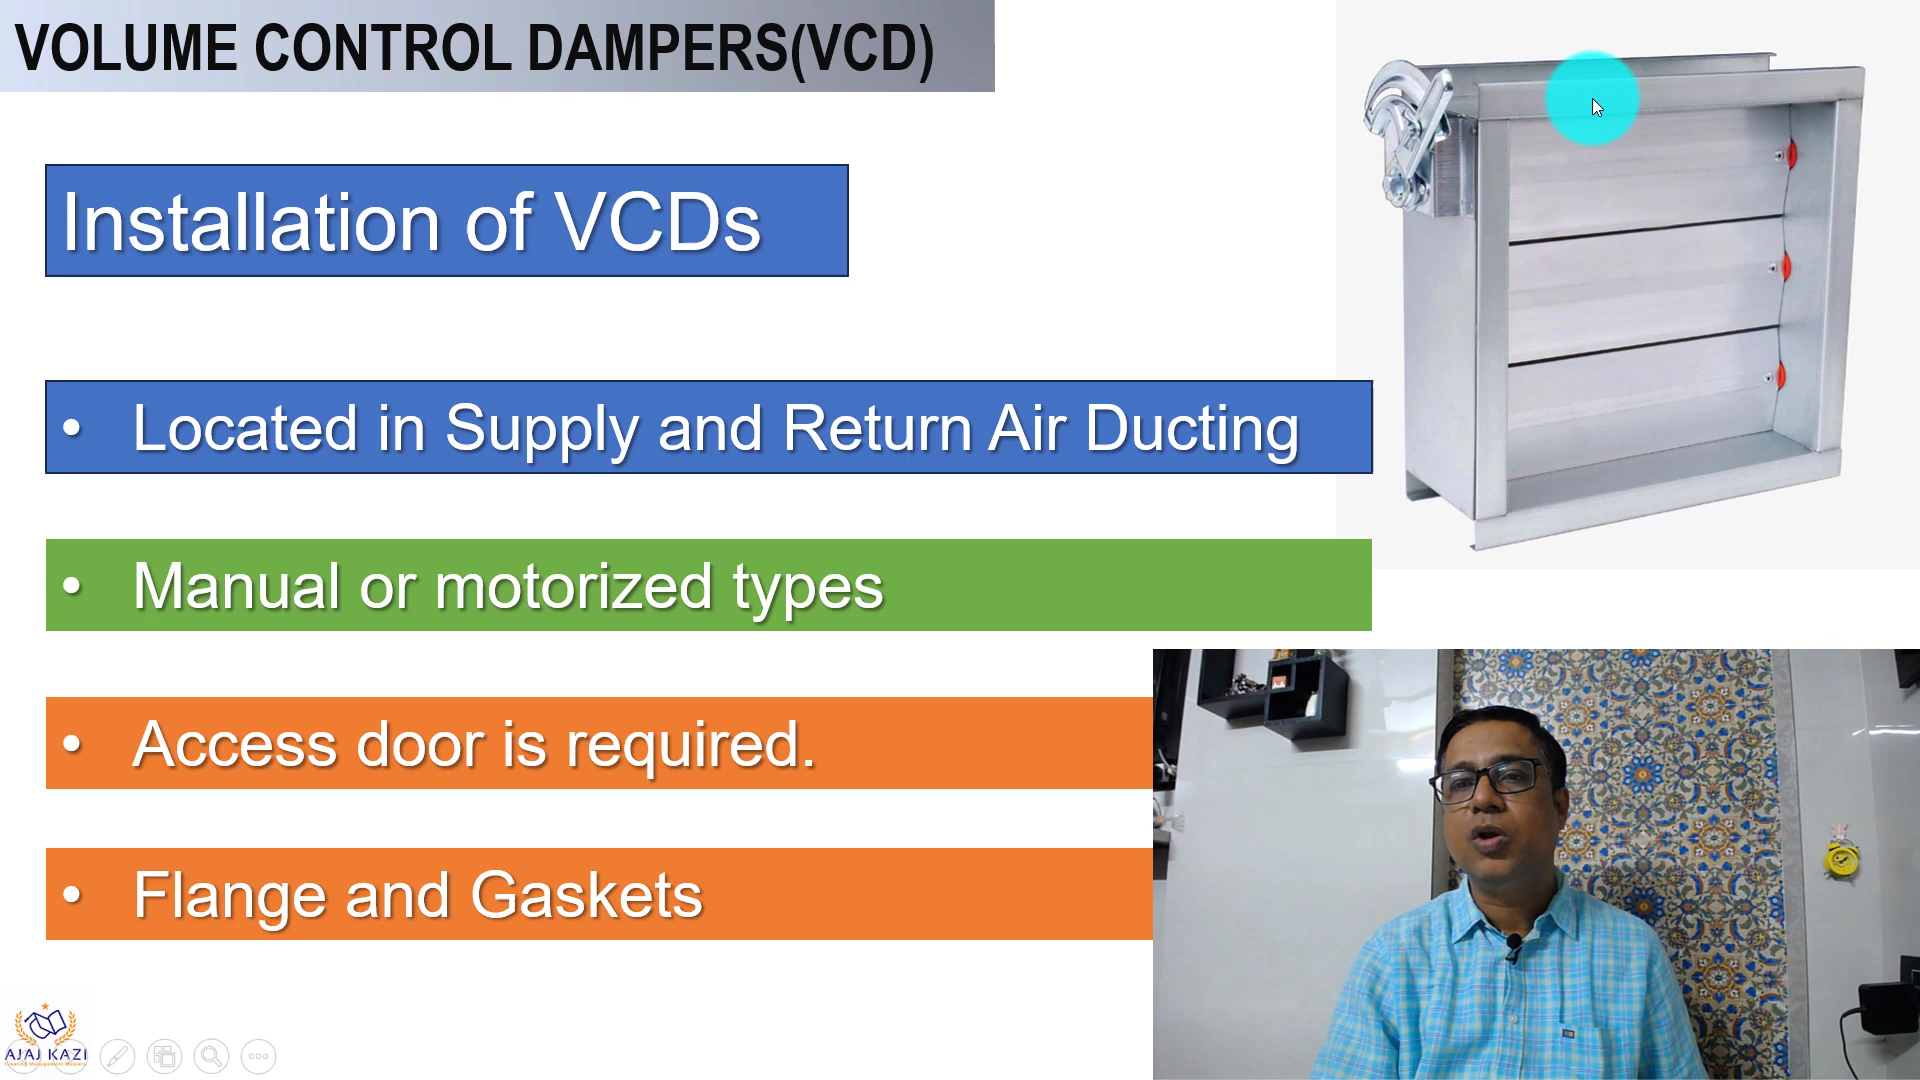 VOLUME CONTROL DAMPERS(VCD)
Installation of VCDs
• Located in Supply and Return Air Ducting
• Manual or motorized types
• Access door is required.
• Flange and Gaskets
AJAJ KAZI